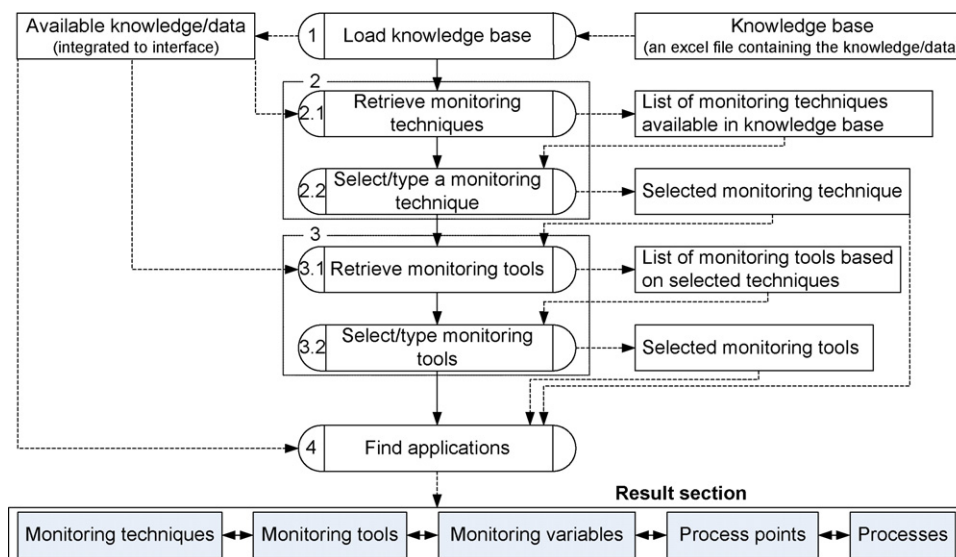 Available knowledge/data
(integrated to interface)
1
Load knowledge base
Knowledge base
(an excel file containing the knowledge/data
2
2.1
Retrieve monitoring
techniques
List of monitoring techniques
available in knowledge base
2.2
Select/type a monitoring
technique
Selected monitoring technique
3
3.1
Retrieve monitoring tools
List of monitoring tools based
on selected techniques
3.2
Select/type monitoring
tools
Selected monitoring tools
4
Find applications
Result section
Monitoring techniques
Monitoring tools
Monitoring variables
Process points
Processes